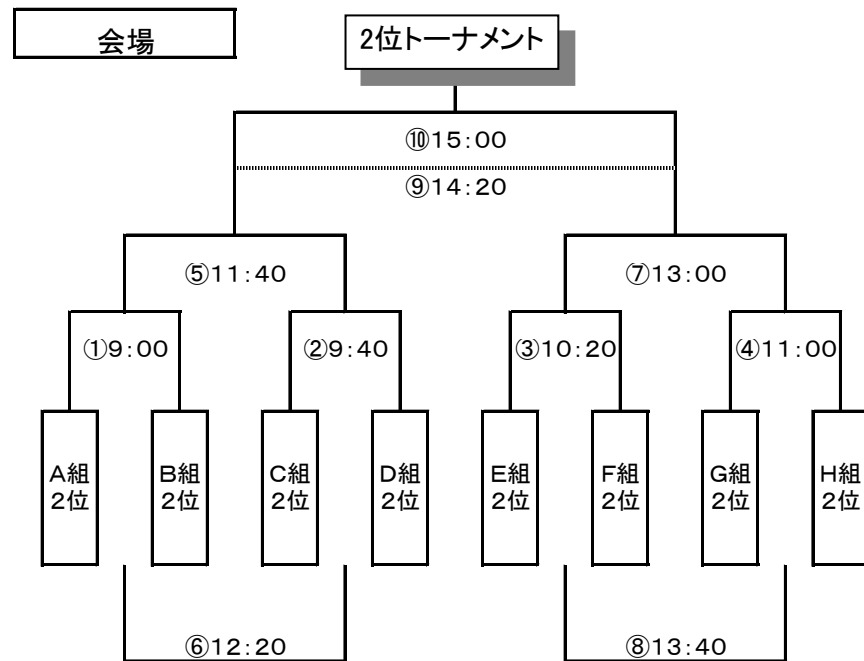 会場
2位トーナメント
⑩15:00
⑨14:20
⑤11:40
⑦13:00
①9:00
②9:40
③10:20
④11:00
A組
2位
B組
2位
C組
2位
D組
2位
E組
2位
F組
2位
G組
2位
H組
2位
⑥12:20
⑧13:40